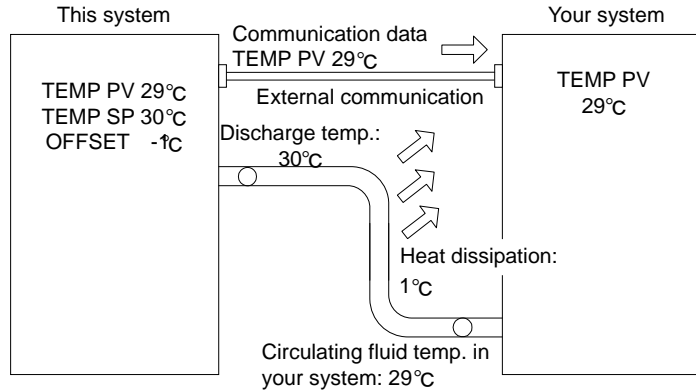 This system
Your system
Communication data
TEMP PV 29°C
External communication
TEMP PV 29°C
TEMP SP 30°C
OFFSET -1°C
TEMP PV
29°C
Discharge temp.:
30°C
Heat dissipation:
1°C
Circulating fluid temp. in
your system: 29°C